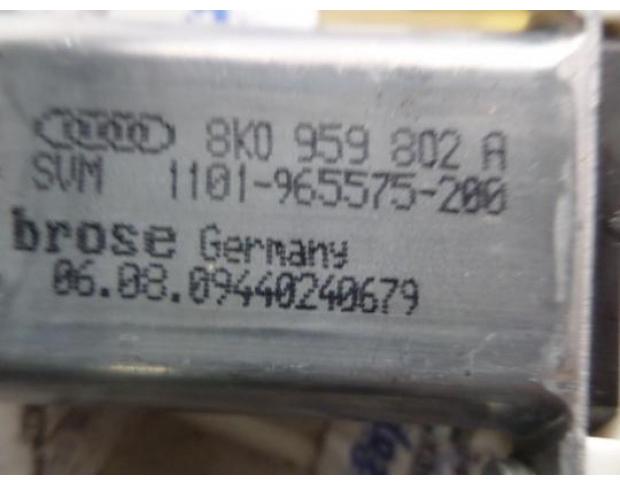 8K0 959 802 A
SVM 1101-965575-200
brose Germany
06.08.09440240679